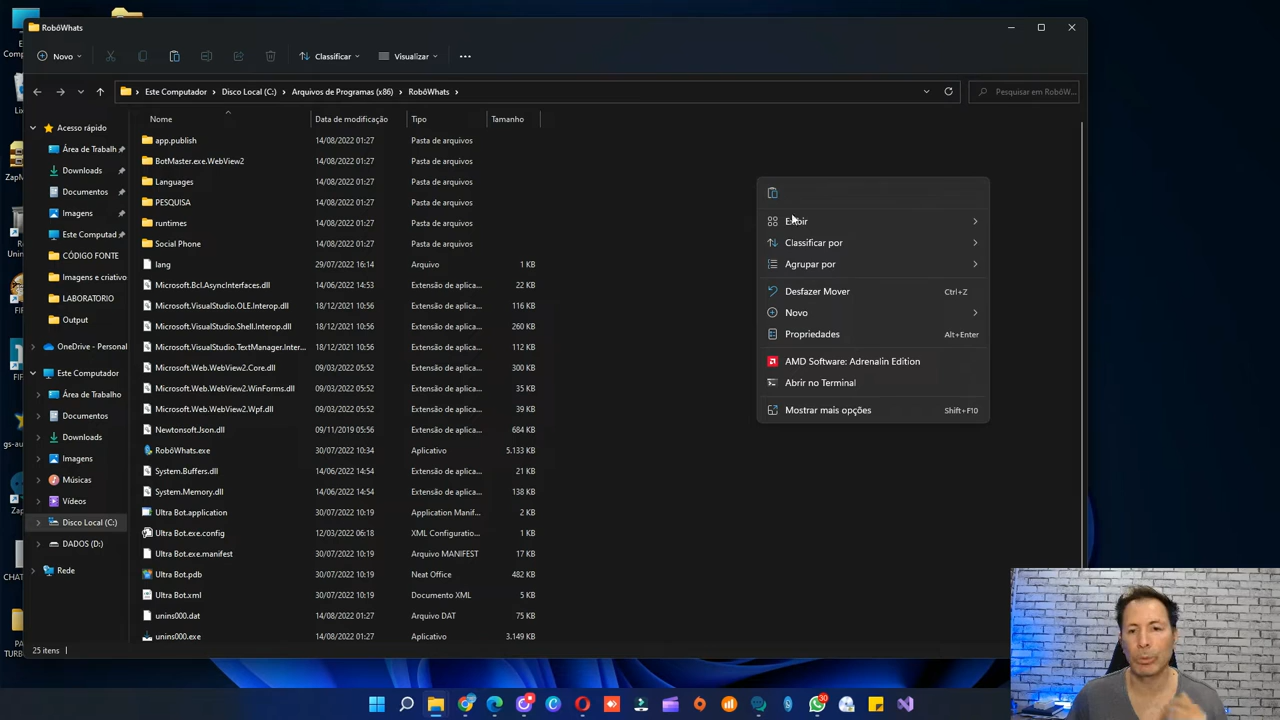 RobôWhats
Novo
Classificar
Visualizar
Este Computador > Disco Local (C:) > Arquivos de Programas (x86) > RobôWhats >
Pesquisar em RobôW...
Nome Data de modificação Tipo Tamanho
Acesso rápido
Área de Trabalh
Downloads
Documentos
Imagens
Este Computad
CÓDIGO FONTE
Imagens e criativo
LABORATORIO
Output
OneDrive - Personal
Este Computador
Área de Trabalho
Documentos
Downloads
Imagens
Músicas
Vídeos
Disco Local (C:)
DADOS (D:)
Rede
app.publish 14/08/2022 01:27 Pasta de arquivos
BotMaster.exe.WebView2 14/08/2022 01:27 Pasta de arquivos
Languages 14/08/2022 01:27 Pasta de arquivos
PESQUISA 14/08/2022 01:27 Pasta de arquivos
runtimes 14/08/2022 01:27 Pasta de arquivos
Social Phone 14/08/2022 01:27 Pasta de arquivos
lang 29/07/2022 16:14 Arquivo 1 KB
Microsoft.Bcl.AsyncInterfaces.dll 14/06/2022 14:53 Extensão de aplica... 22 KB
Microsoft.VisualStudio.OLE.Interop.dll 18/12/2021 10:56 Extensão de aplica... 116 KB
Microsoft.VisualStudio.Shell.Interop.dll 18/12/2021 10:56 Extensão de aplica... 260 KB
Microsoft.VisualStudio.TextManager.Inter... 18/12/2021 10:56 Extensão de aplica... 112 KB
Microsoft.Web.WebView2.Core.dll 09/03/2022 05:52 Extensão de aplica... 300 KB
Microsoft.Web.WebView2.WinForms.dll 09/03/2022 05:52 Extensão de aplica... 35 KB
Microsoft.Web.WebView2.Wpf.dll 09/03/2022 05:52 Extensão de aplica... 39 KB
Newtonsoft.Json.dll 09/11/2019 05:56 Extensão de aplica... 684 KB
RobôWhats.exe 30/07/2022 10:34 Aplicativo 5.133 KB
System.Buffers.dll 14/06/2022 14:54 Extensão de aplica... 21 KB
System.Memory.dll 14/06/2022 14:54 Extensão de aplica... 138 KB
Ultra Bot.application 30/07/2022 10:19 Application Manif... 2 KB
Ultra Bot.exe.config 12/03/2022 06:18 XML Configuratio... 1 KB
Ultra Bot.exe.manifest 30/07/2022 10:19 Arquivo MANIFEST 17 KB
Ultra Bot.pdb 30/07/2022 10:19 Neat Office 482 KB
Ultra Bot.xml 30/07/2022 10:19 Documento XML 5 KB
unins000.dat 14/08/2022 01:27 Arquivo DAT 75 KB
unins000.exe 14/08/2022 01:27 Aplicativo 3.149 KB
Classificar por
Agrupar por
Desfazer Mover Ctrl+Z
Novo
Propriedades Alt+Enter
AMD Software: Adrenalin Edition
Abrir no Terminal
Mostrar mais opções Shift+F10
25 itens
30